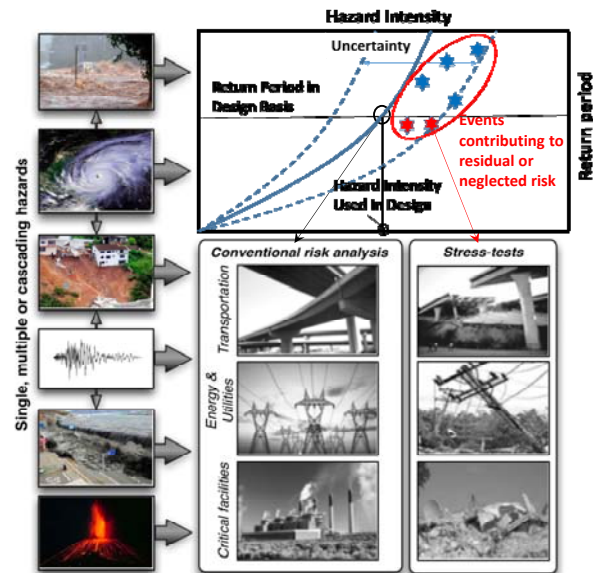 Hazard Intensity
Uncertainty
Return Period in
Design Basis
Events
contributing to
residual or
neglected risk
Hazard Intensity
Used in Design
Return period
Single, multiple or cascading hazards
Conventional risk analysis
Stress-tests
Transportation
Energy &
Utilities
Critical facilities